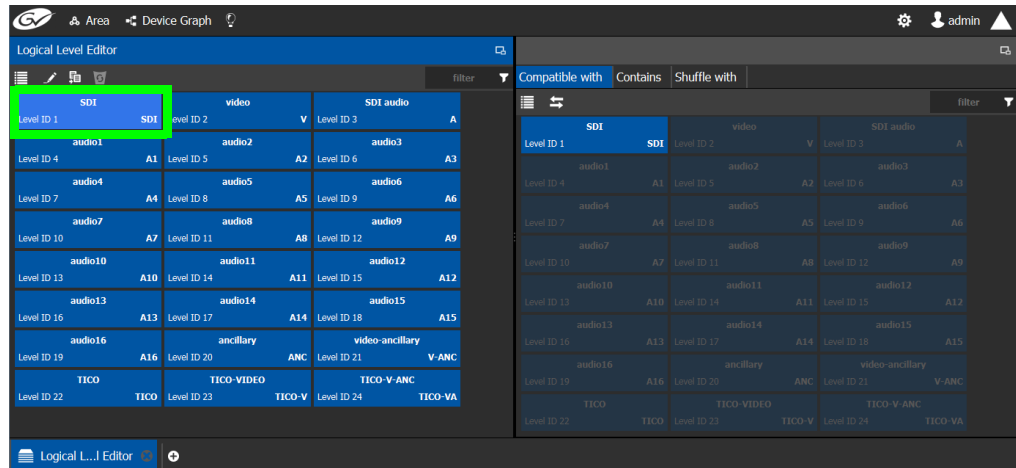 GV Area Device Graph admin
Logical Level Editor
filter
SDI video SDI audio
Level ID 1 SDI Level ID 2 V Level ID 3 A
audio1 audio2 audio3
Level ID 4 A1 Level ID 5 A2 Level ID 6 A3
audio4 audio5 audio6
Level ID 7 A4 Level ID 8 A5 Level ID 9 A6
audio7 audio8 audio9
Level ID 10 A7 Level ID 11 A8 Level ID 12 A9
audio10 audio11 audio12
Level ID 13 A10 Level ID 14 A11 Level ID 15 A12
audio13 audio14 audio15
Level ID 16 A13 Level ID 17 A14 Level ID 18 A15
audio16 ancillary video-ancillary
Level ID 19 A16 Level ID 20 ANC Level ID 21 V-ANC
TICO TICO-VIDEO TICO-V-ANC
Level ID 22 TICO Level ID 23 TICO-V Level ID 24 TICO-VA
Compatible with Contains Shuffle with
filter
SDI video SDI audio
Level ID 1 SDI Level ID 2 V Level ID 3 A
audio1 audio2 audio3
Level ID 4 A1 Level ID 5 A2 Level ID 6 A3
audio4 audio5 audio6
Level ID 7 A4 Level ID 8 A5 Level ID 9 A6
audio7 audio8 audio9
Level ID 10 A7 Level ID 11 A8 Level ID 12 A9
audio10 audio11 audio12
Level ID 13 A10 Level ID 14 A11 Level ID 15 A12
audio13 audio14 audio15
Level ID 16 A13 Level ID 17 A14 Level ID 18 A15
audio16 ancillary video-ancillary
Level ID 19 A16 Level ID 20 ANC Level ID 21 V-ANC
TICO TICO-VIDEO TICO-V-ANC
Level ID 22 TICO Level ID 23 TICO-V Level ID 24 TICO-VA
Logical L...l Editor